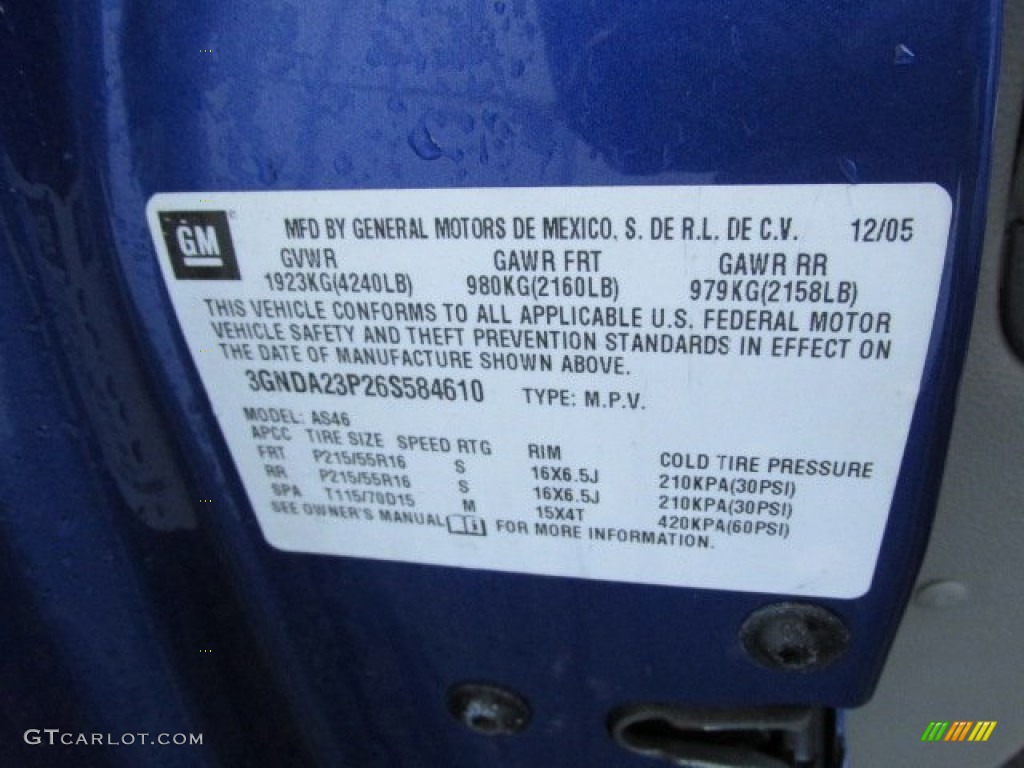 GM
MFD BY GENERAL MOTORS DE MEXICO, S. DE R.L. DE C.V. 12/05
GVWR GAWR FRT GAWR RR
1923KG(4240LB) 980KG(2160LB) 979KG(2158LB)
THIS VEHICLE CONFORMS TO ALL APPLICABLE U.S. FEDERAL MOTOR
VEHICLE SAFETY AND THEFT PREVENTION STANDARDS IN EFFECT ON
THE DATE OF MANUFACTURE SHOWN ABOVE.
3GNDA23P26S584610 TYPE: M.P.V.
MODEL: AS46
APCC TIRE SIZE SPEED RTG RIM COLD TIRE PRESSURE
FRT P215/55R16 S 16X6.5J 210KPA(30PSI)
RR P215/55R16 S 16X6.5J 210KPA(30PSI)
SPA T115/70D15 M 15X4T 420KPA(60PSI)
SEE OWNER'S MANUAL FOR MORE INFORMATION.
GTCARLOT.COM